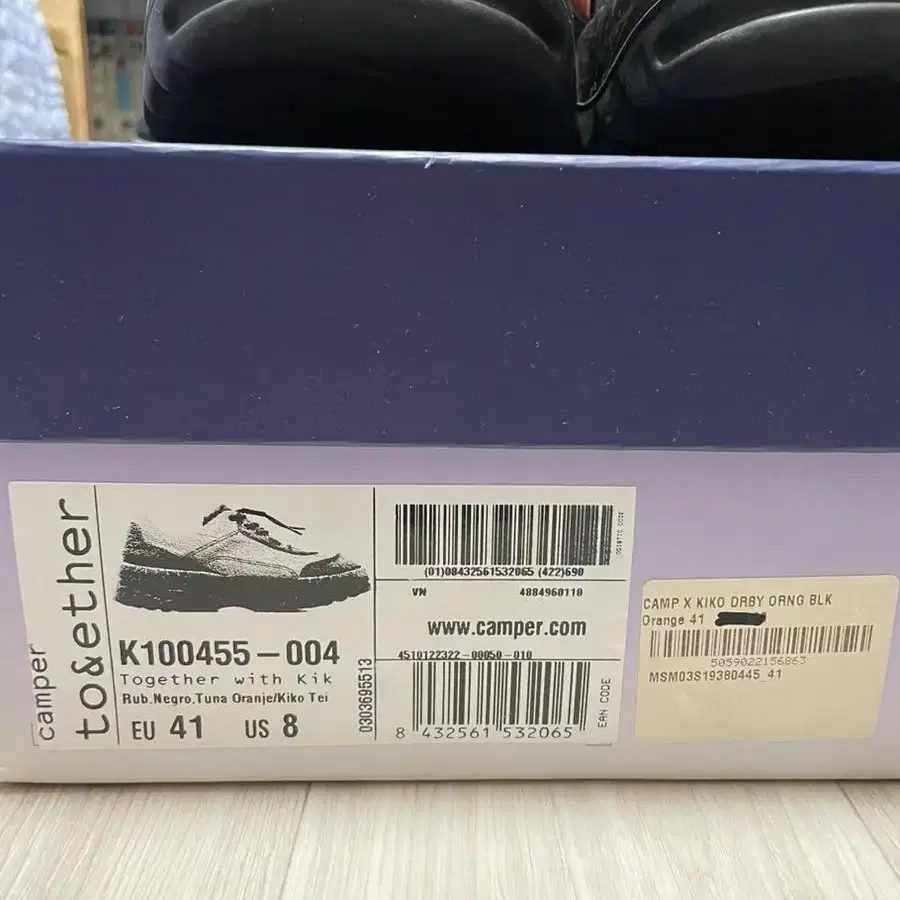 camper
to&ether
K100455-004
Together with Kik
Rub.Negro,Tuna Oranje/Kiko Tei
EU 41 US 8
0303695513
(01)08432561532065 (422)690
VN 4884960110
www.camper.com
4510122322-00050-010
8 432561 532065
EAN CODE
CAMP X KIKO DRBY ORNG BLK
Orange 41
5059022156863
MSM03S19380445_41